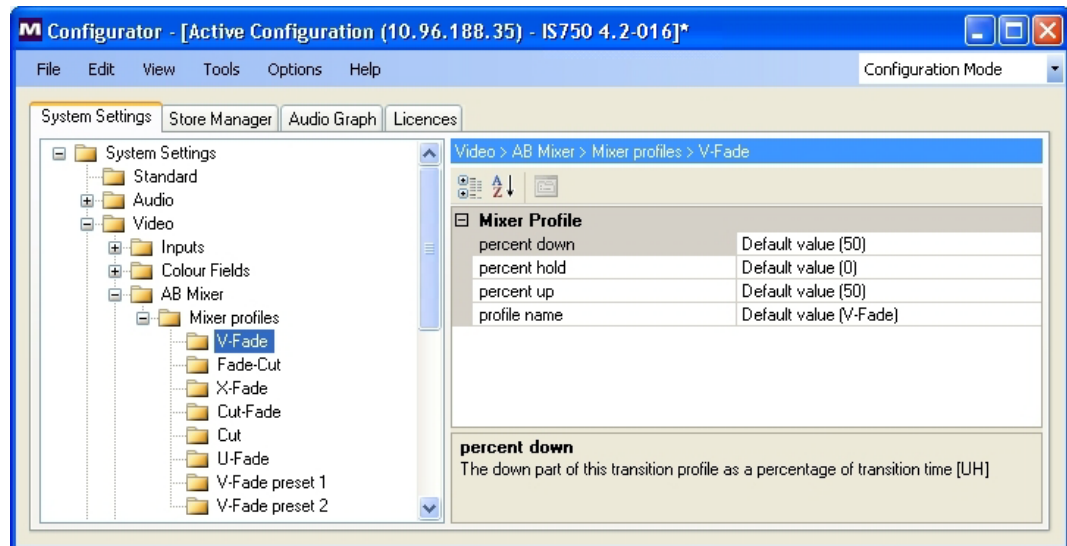 M Configurator - [Active Configuration (10.96.188.35) - IS750 4.2-016]*
File Edit View Tools Options Help Configuration Mode
System Settings Store Manager Audio Graph Licences
System Settings
Standard
Audio
Video
Inputs
Colour Fields
AB Mixer
Mixer profiles
V-Fade
Fade-Cut
X-Fade
Cut-Fade
Cut
U-Fade
V-Fade preset 1
V-Fade preset 2
Video > AB Mixer > Mixer profiles > V-Fade
A Z
Mixer Profile
percent down Default value (50)
percent hold Default value (0)
percent up Default value (50)
profile name Default value (V-Fade)
percent down
The down part of this transition profile as a percentage of transition time [UH]